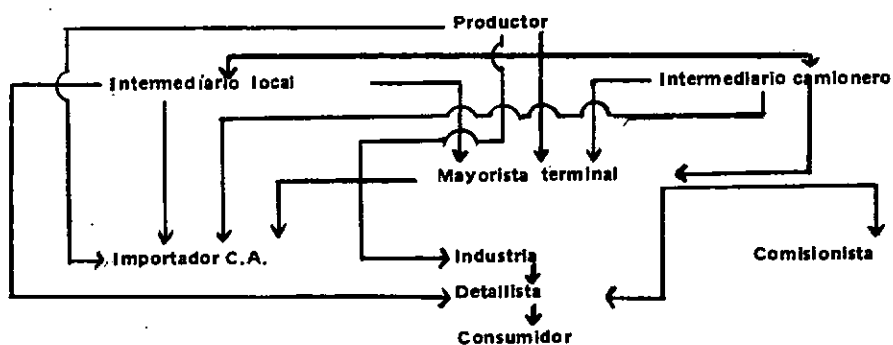 Productor
Intermediario local
Intermediario camionero
Mayorista terminal
Importador C.A.
Industria
Comisionista
Detallista
Consumidor